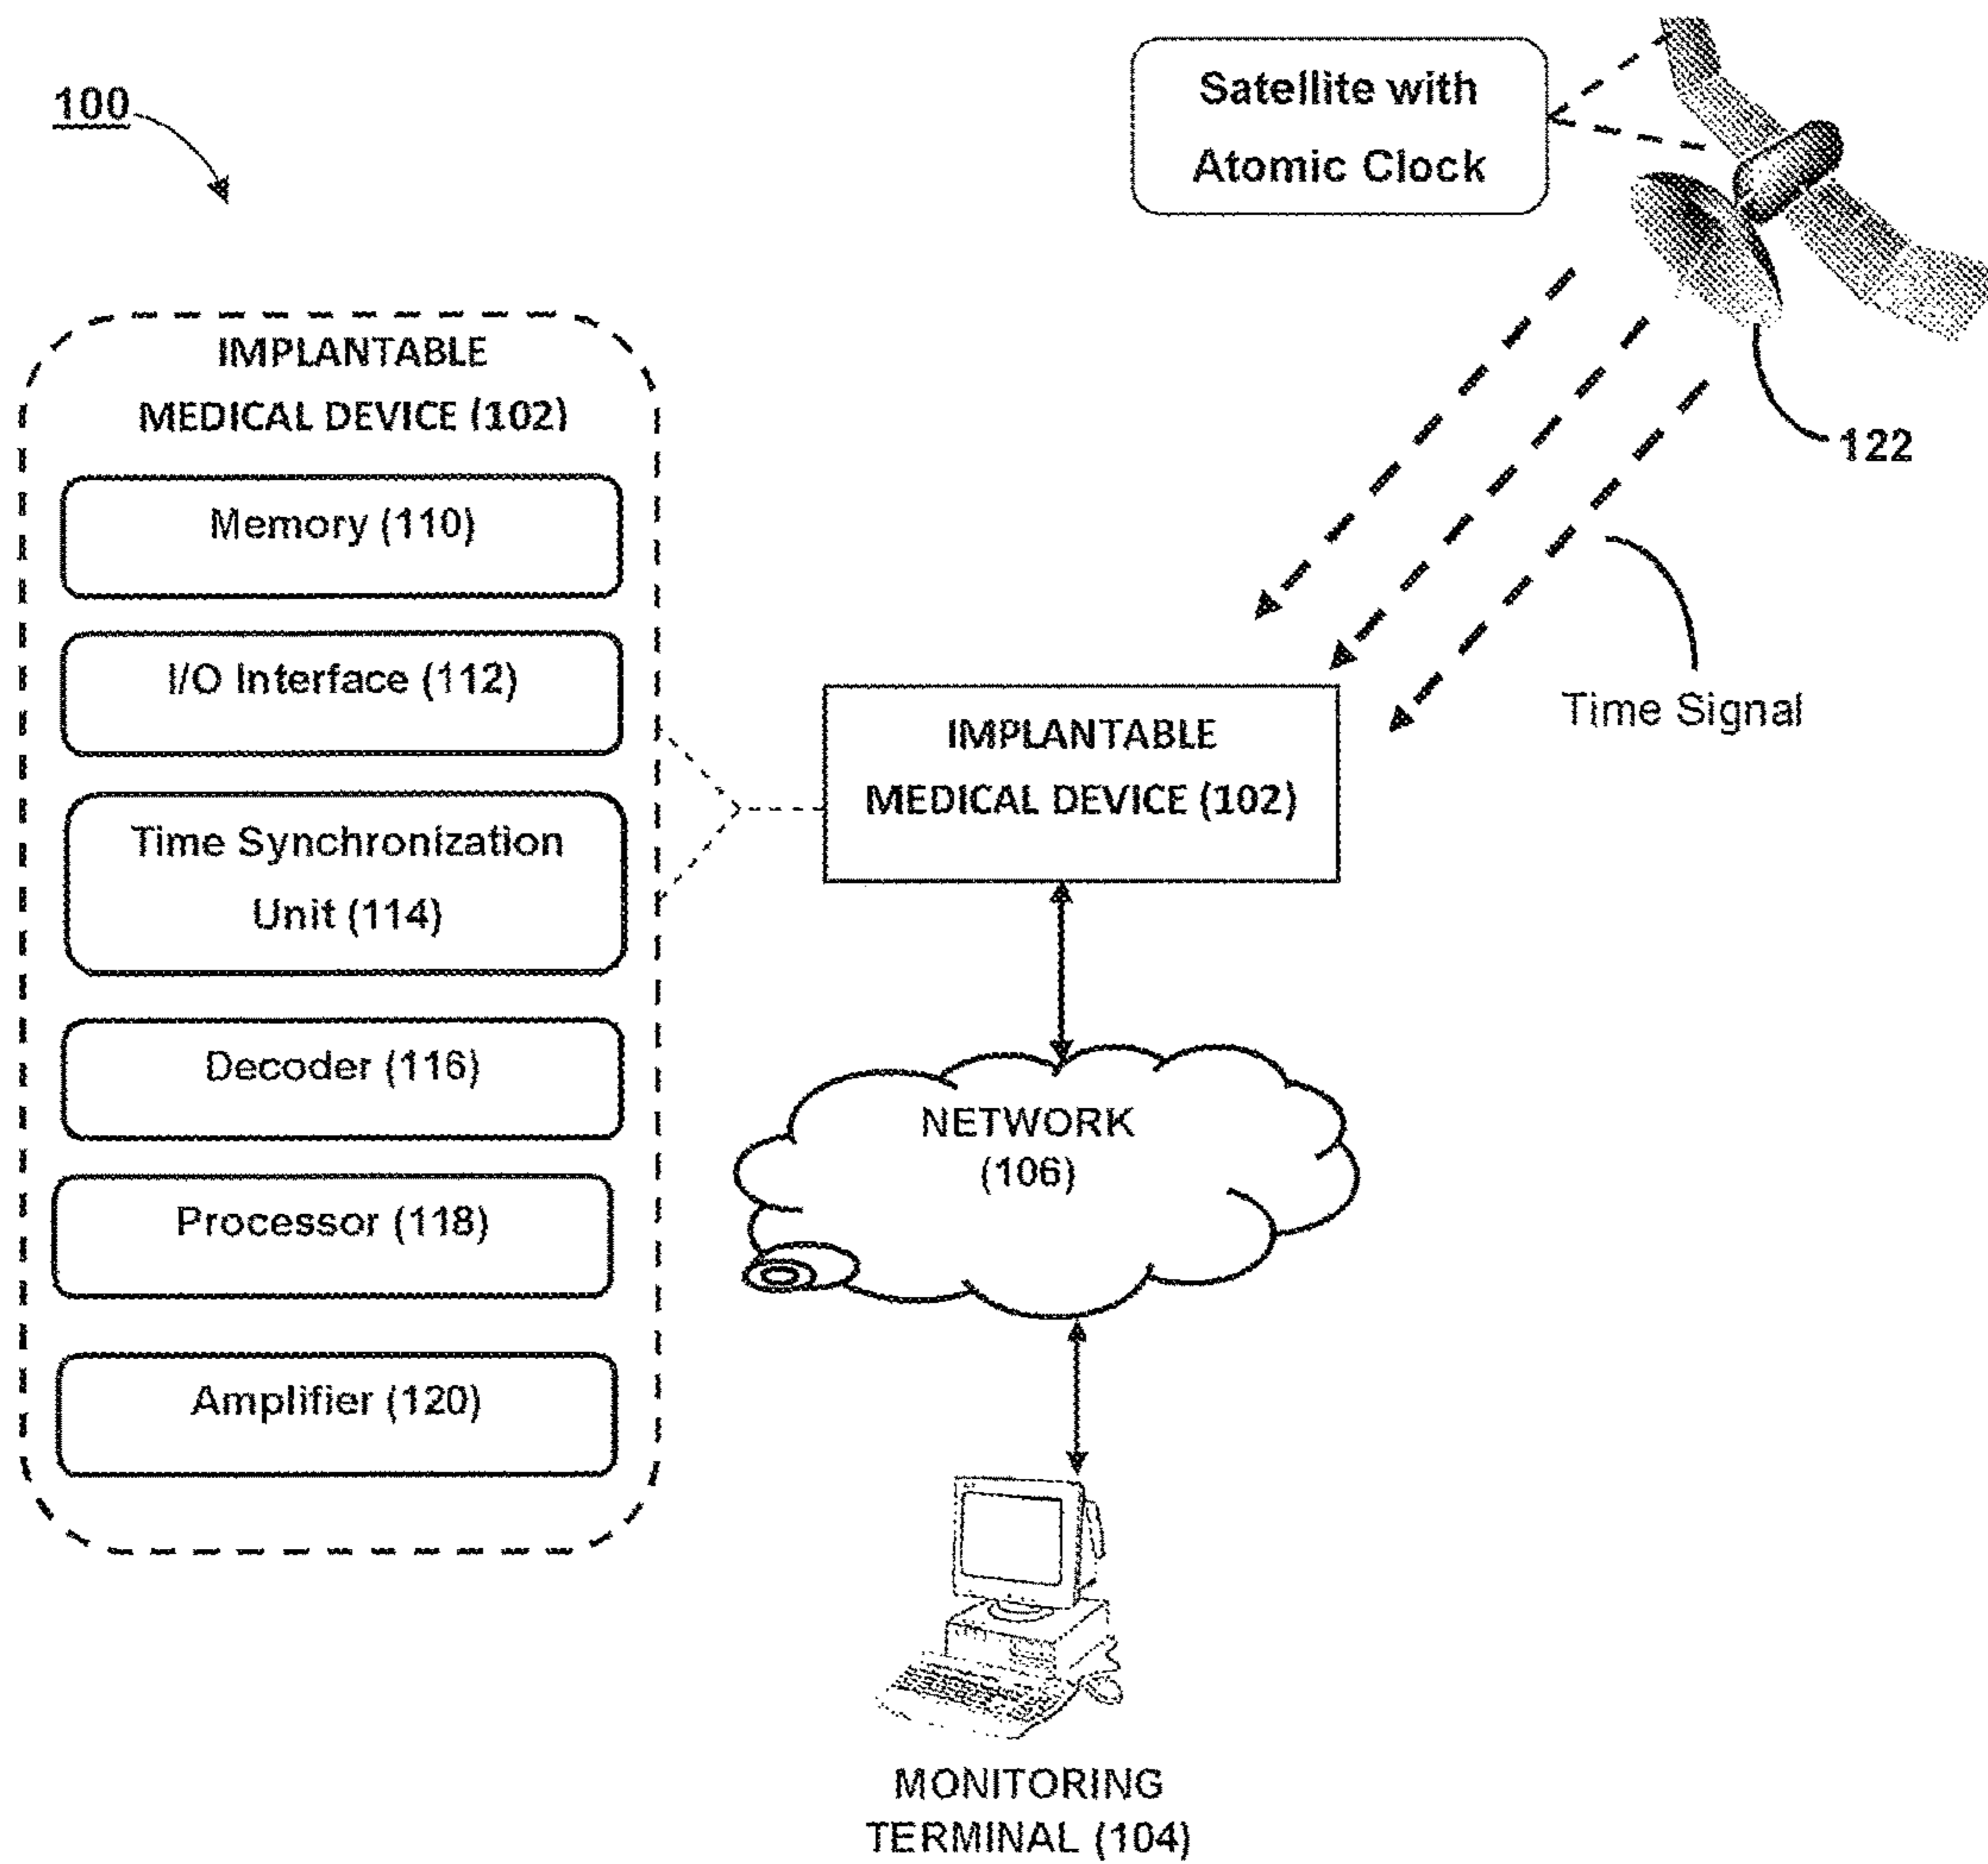 100
Satellite with
Atomic Clock
122
Time Signal
IMPLANTABLE
MEDICAL DEVICE (102)
Memory (110)
I/O Interface (112)
Time Synchronization
Unit (114)
Decoder (116)
Processor (118)
Amplifier (120)
IMPLANTABLE
MEDICAL DEVICE (102)
NETWORK
(106)
MONITORING
TERMINAL (104)